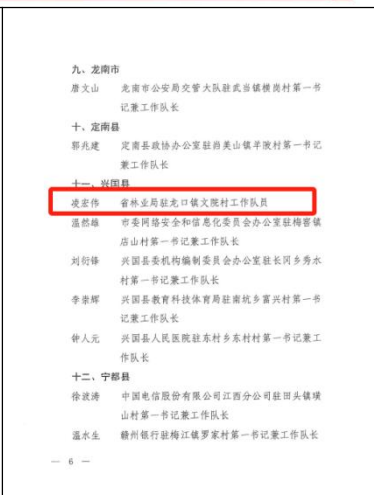 九、龙南市
唐文山 龙南市公安局交管大队驻武当镇横岗村第一书
记兼工作队长
十、定南县
郭兆建 定南县政协办公室驻岿美山镇羊陂村第一书记
兼工作队长
十一、兴国县
凌宏伟 省林业局驻龙口镇文院村工作队员
温然雄 市委网络安全和信息化委员会办公室驻梅窖镇
店山村第一书记兼工作队长
刘衍锋 兴国县委机构编制委员会办公室驻长冈乡秀水
村第一书记兼工作队长
李崇辉 兴国县教育科技体育局驻南坑乡富兴村第一书
记兼工作队长
钟人元 兴国县人民医院驻东村乡东村村第一书记兼工
作队长
十二、宁都县
徐波涛 中国电信股份有限公司江西分公司驻田头镇璜
山村第一书记兼工作队长
温水生 赣州银行驻梅江镇罗家村第一书记兼工作队长
— 6 —